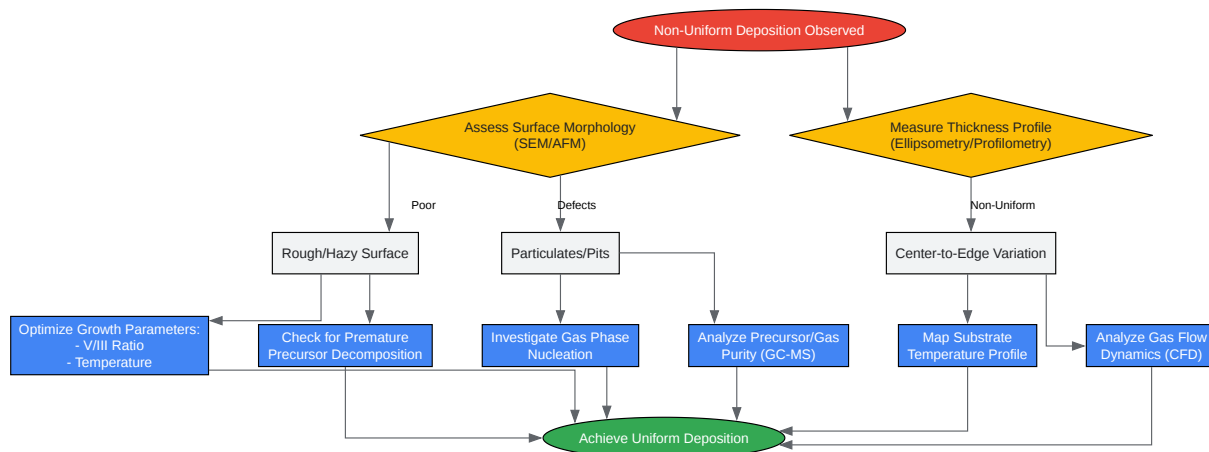 Non-Uniform Deposition Observed
Assess Surface Morphology
(SEM/AFM)
Measure Thickness Profile
(Ellipsometry/Profilometry)
Poor
Defects
Non-Uniform
Rough/Hazy Surface
Particulates/Pits
Center-to-Edge Variation
Optimize Growth Parameters:
- V/III Ratio
- Temperature
Check for Premature
Precursor Decomposition
Investigate Gas Phase
Nucleation
Analyze Precursor/Gas
Purity (GC-MS)
Map Substrate
Temperature Profile
Analyze Gas Flow
Dynamics (CFD)
Achieve Uniform Deposition